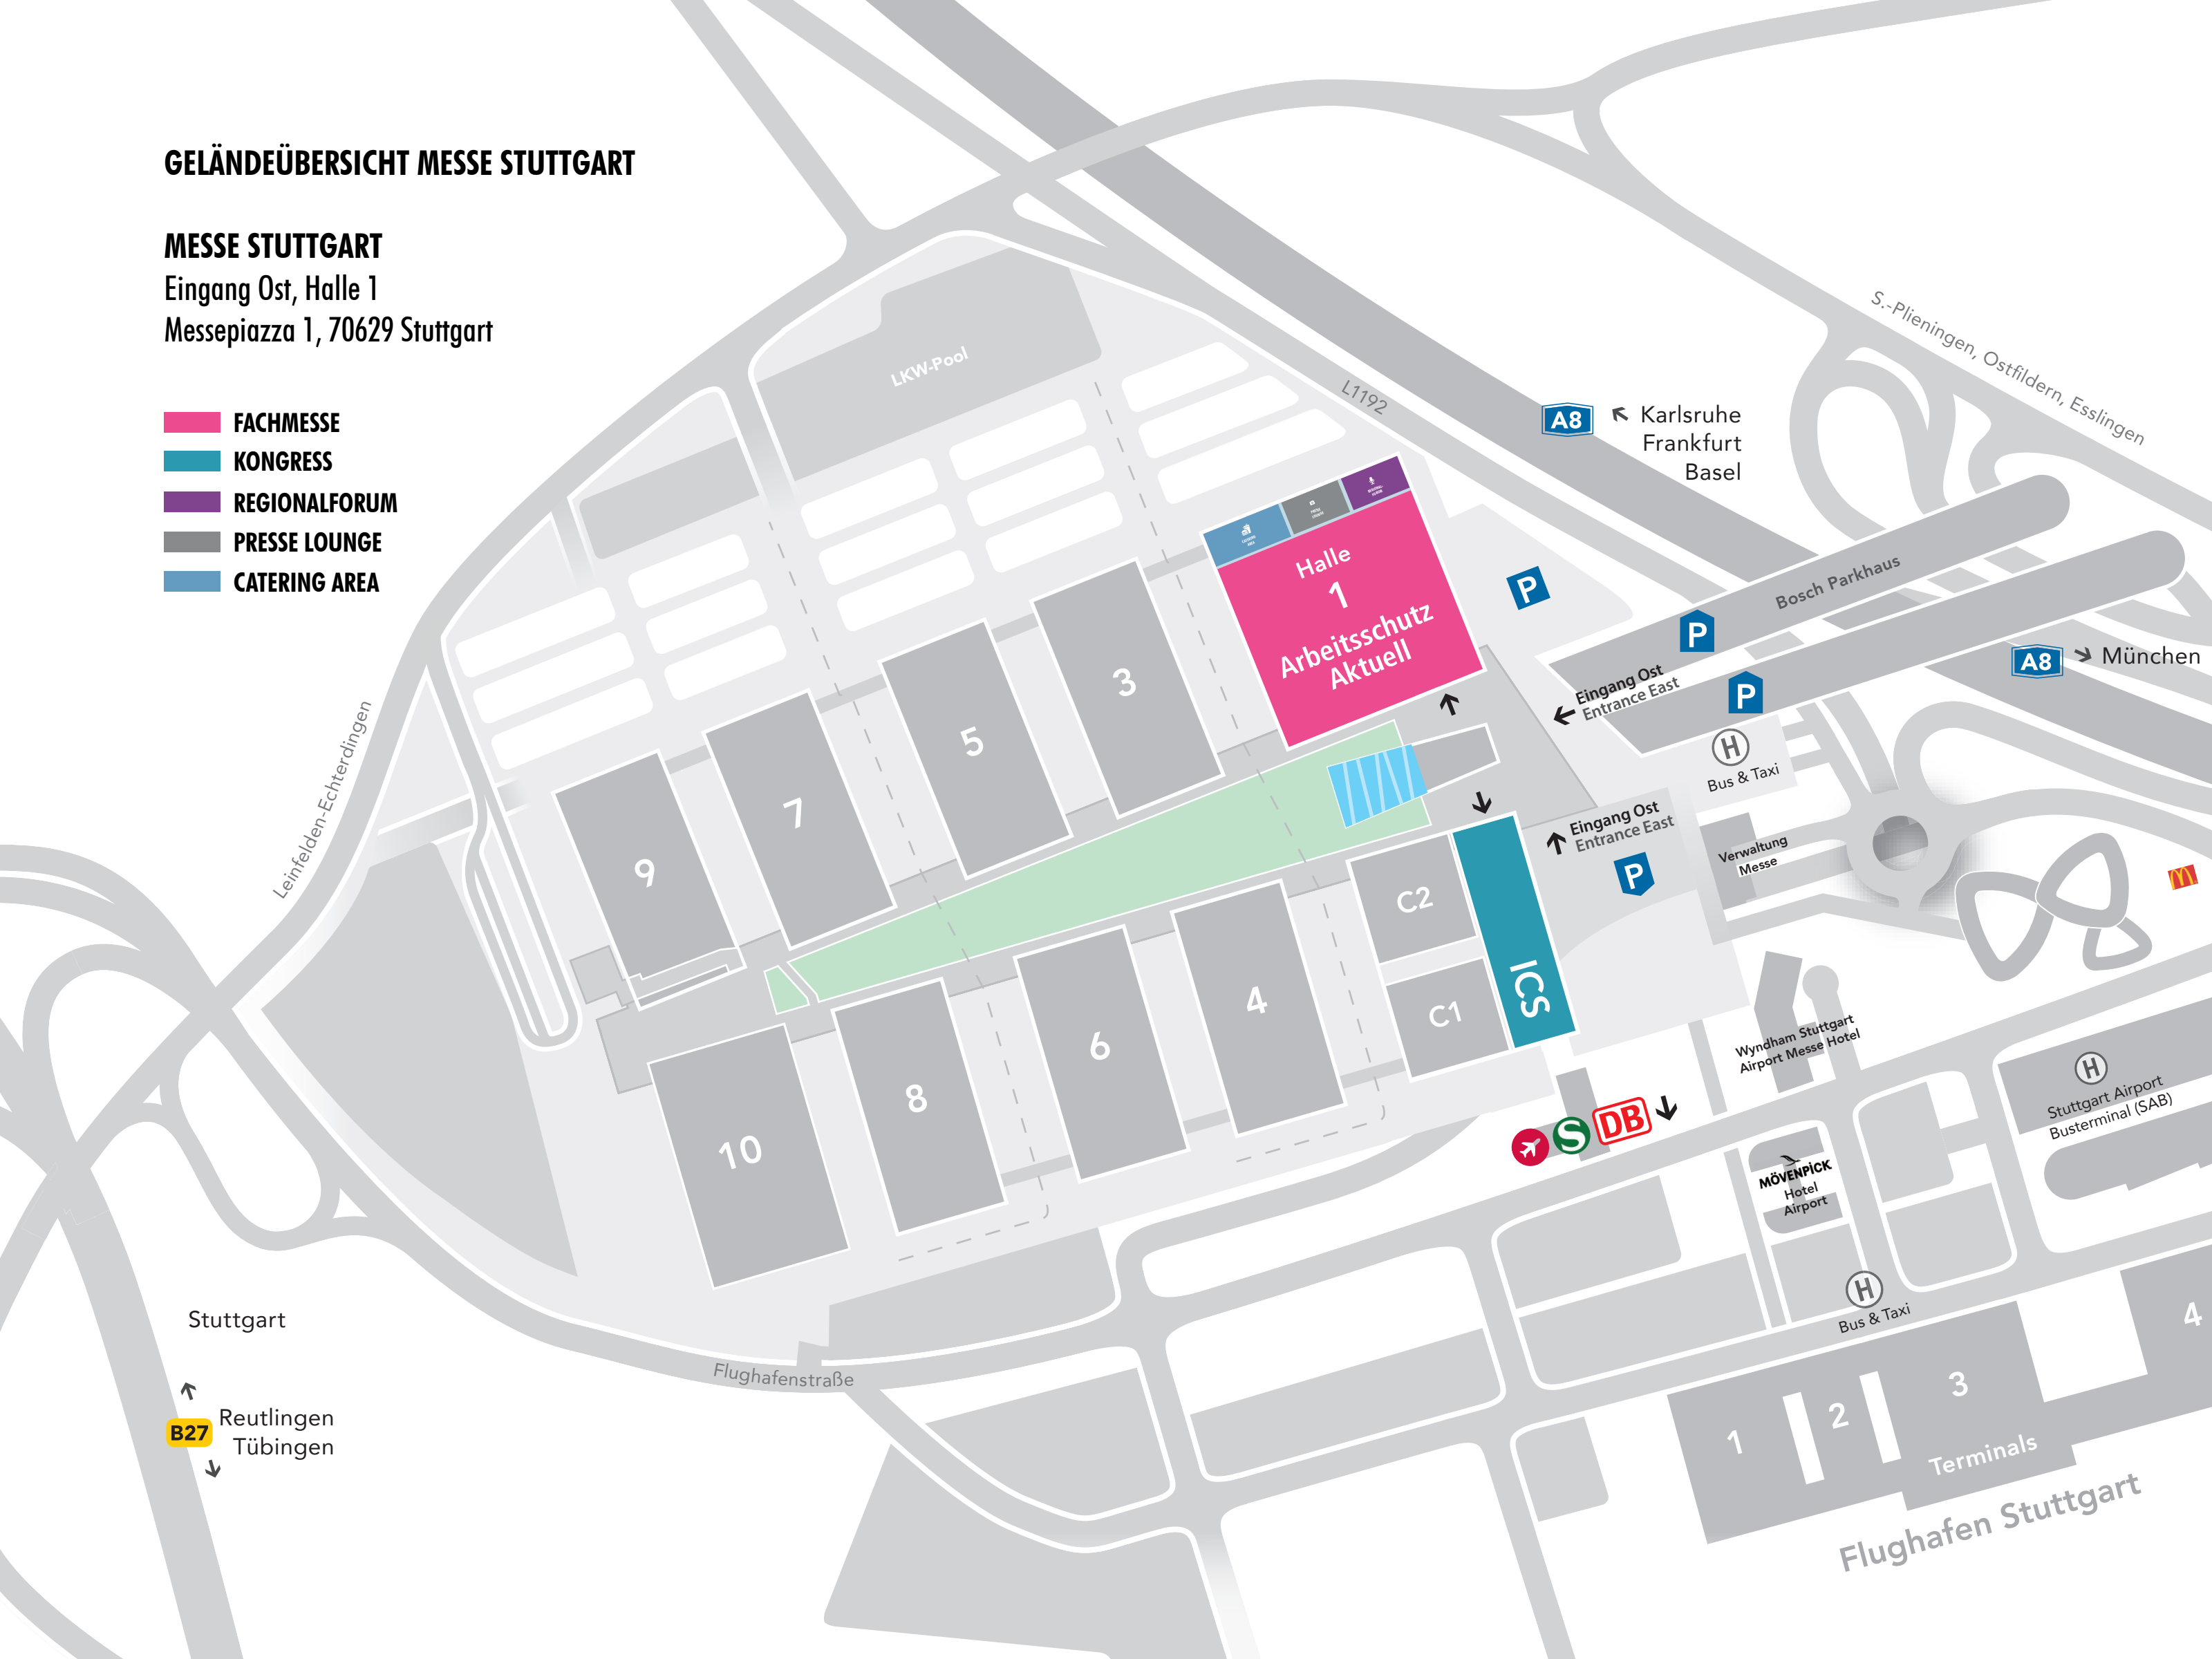 GELÄNDEÜBERSICHT MESSE STUTTGART
MESSE STUTTGART
Eingang Ost, Halle 1
Messepiazza 1, 70629 Stuttgart
FACHMESSE
KONGRESS
REGIONALFORUM
PRESSE LOUNGE
CATERING AREA
LKW-Pool
L1192
A8
Karlsruhe
Frankfurt
Basel
S.-Plieningen, Ostfildern, Esslingen
Bosch Parkhaus
P
P
P
A8
München
Halle
1
Arbeitsschutz
Aktuell
Eingang Ost
Entrance East
H
Bus & Taxi
3
5
7
9
Leinfelden-Echterdingen
Eingang Ost
Entrance East
P
Verwaltung
Messe
C2
C1
ICS
4
6
8
10
Wyndham Stuttgart
Airport Messe Hotel
S
DB
H
Stuttgart Airport
Busterminal (SAB)
MÖVENPICK
Hotel
Airport
H
Bus & Taxi
Stuttgart
B27
Reutlingen
Tübingen
Flughafenstraße
1
2
3
4
Terminals
Flughafen Stuttgart